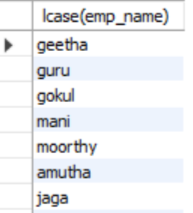 lcase(emp_name)
geetha
guru
gokul
mani
moorthy
amutha
jaga